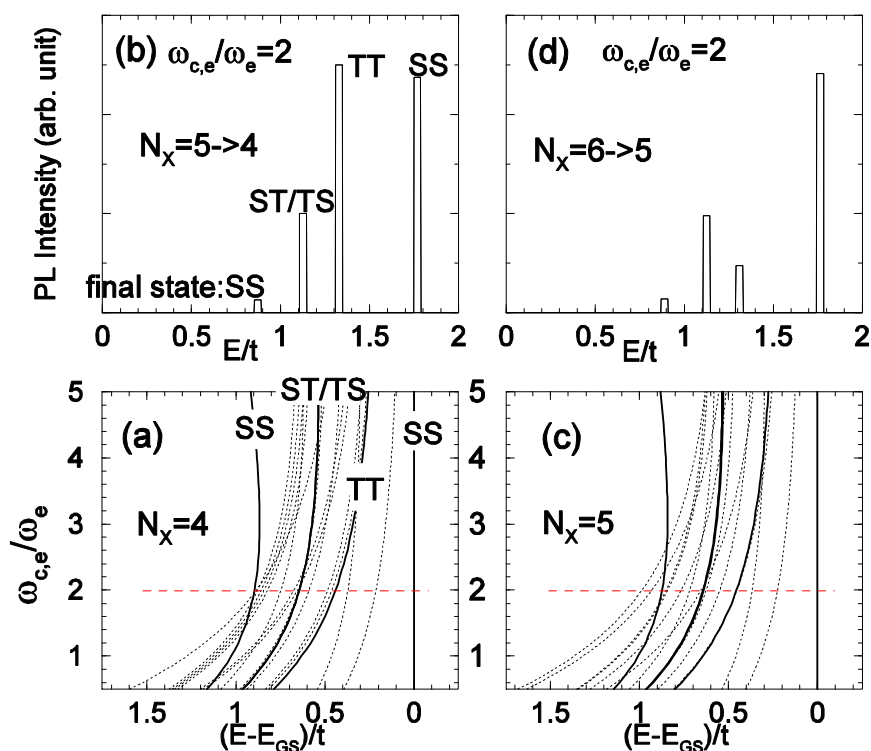 (b) ω_c,e/ω_e=2
TT
SS
N_X=5->4
ST/TS
final state:SS
PL Intensity (arb. unit)
0 0.5 1 1.5 2
E/t
(d) ω_c,e/ω_e=2
N_X=6->5
0 0.5 1 1.5 2
E/t
5
4
3
2
1
ω_c,e/ω_e
(a)
ST/TS
SS
SS
TT
N_X=4
1.5 1 0.5 0
(E-E_GS)/t
5
4
3
2
1
(c)
N_X=5
1.5 1 0.5 0
(E-E_GS)/t